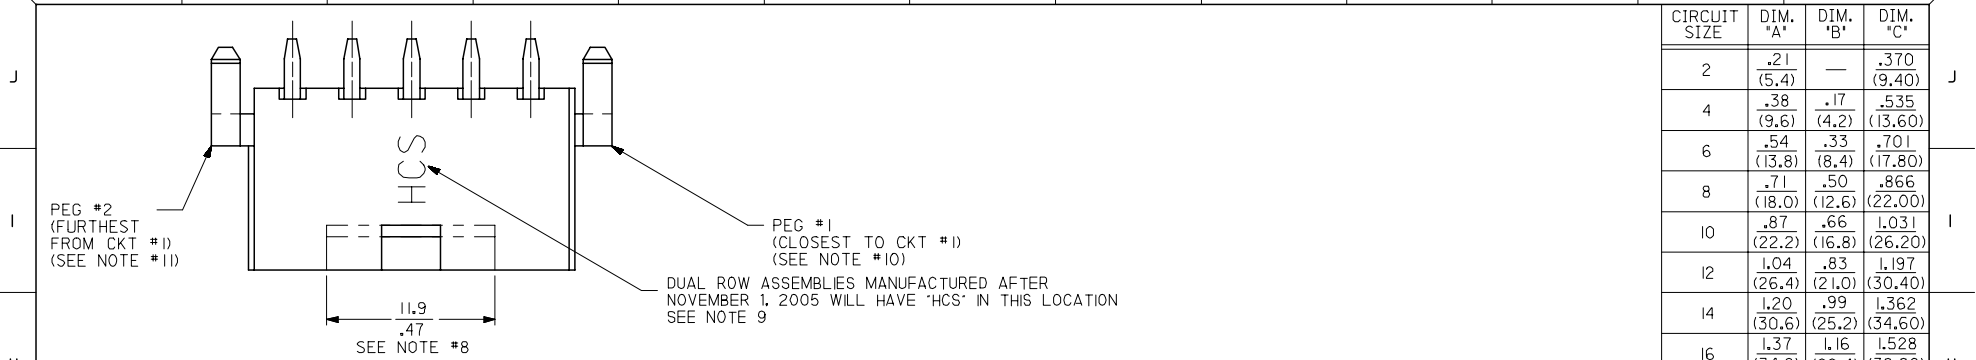 J
I
HCS
PEG #2
(FURTHEST
FROM CKT #1)
(SEE NOTE #11)
PEG #1
(CLOSEST TO CKT #1)
(SEE NOTE #10)
DUAL ROW ASSEMBLIES MANUFACTURED AFTER
NOVEMBER 1, 2005 WILL HAVE "HCS" IN THIS LOCATION
SEE NOTE 9
11.9
.47
SEE NOTE #8
CIRCUIT SIZE DIM. "A" DIM. "B" DIM. "C"
2 .21 — .370
(5.4) (9.40)
4 .38 .17 .535
(9.6) (4.2) (13.60)
6 .54 .33 .701
(13.8) (8.4) (17.80)
8 .71 .50 .866
(18.0) (12.6) (22.00)
10 .87 .66 1.031
(22.2) (16.8) (26.20)
12 1.04 .83 1.197
(26.4) (21.0) (30.40)
14 1.20 .99 1.362
(30.6) (25.2) (34.60)
16 1.37 1.16 1.528
J
I